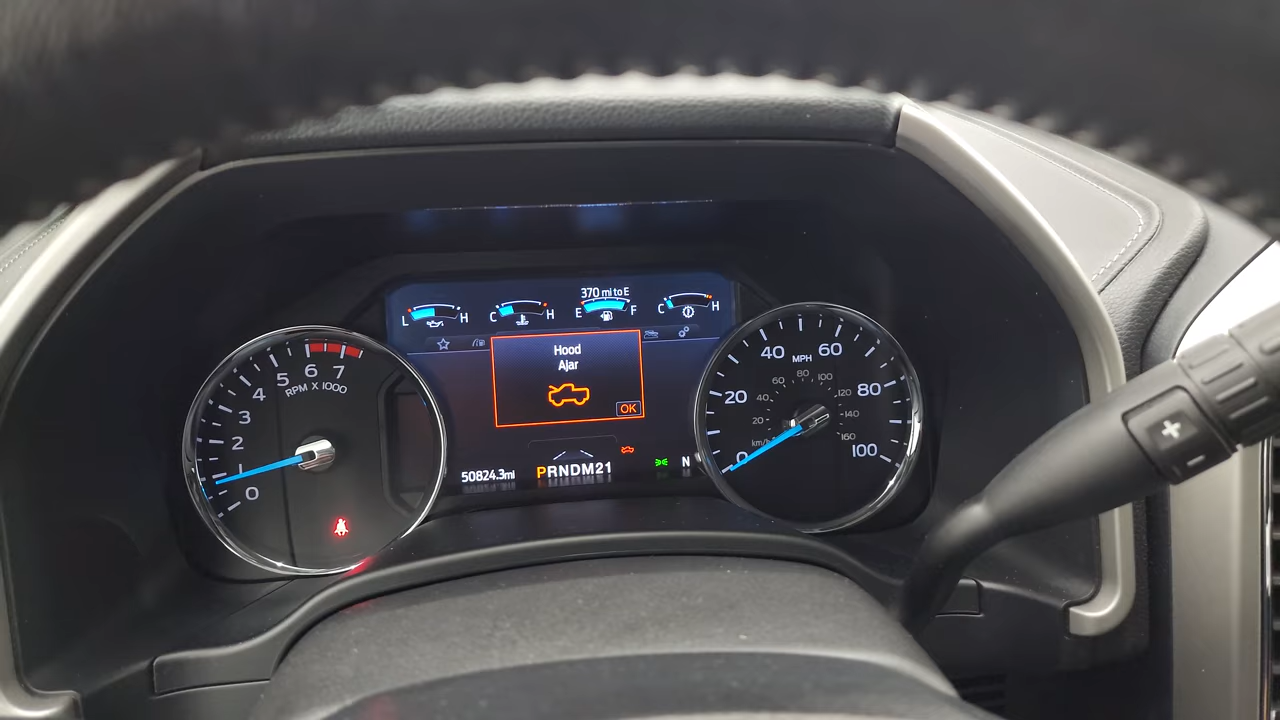 370 mi to E
L H
C H
E F
C H
Hood
Ajar
OK
50824.3mi
PRNDM21
N
0 1 2 3 4 5 6 7
RPM X 1000
0 20 40 60 80 100
MPH
20 40 60 80 100 120 140 160
km/h
+
-